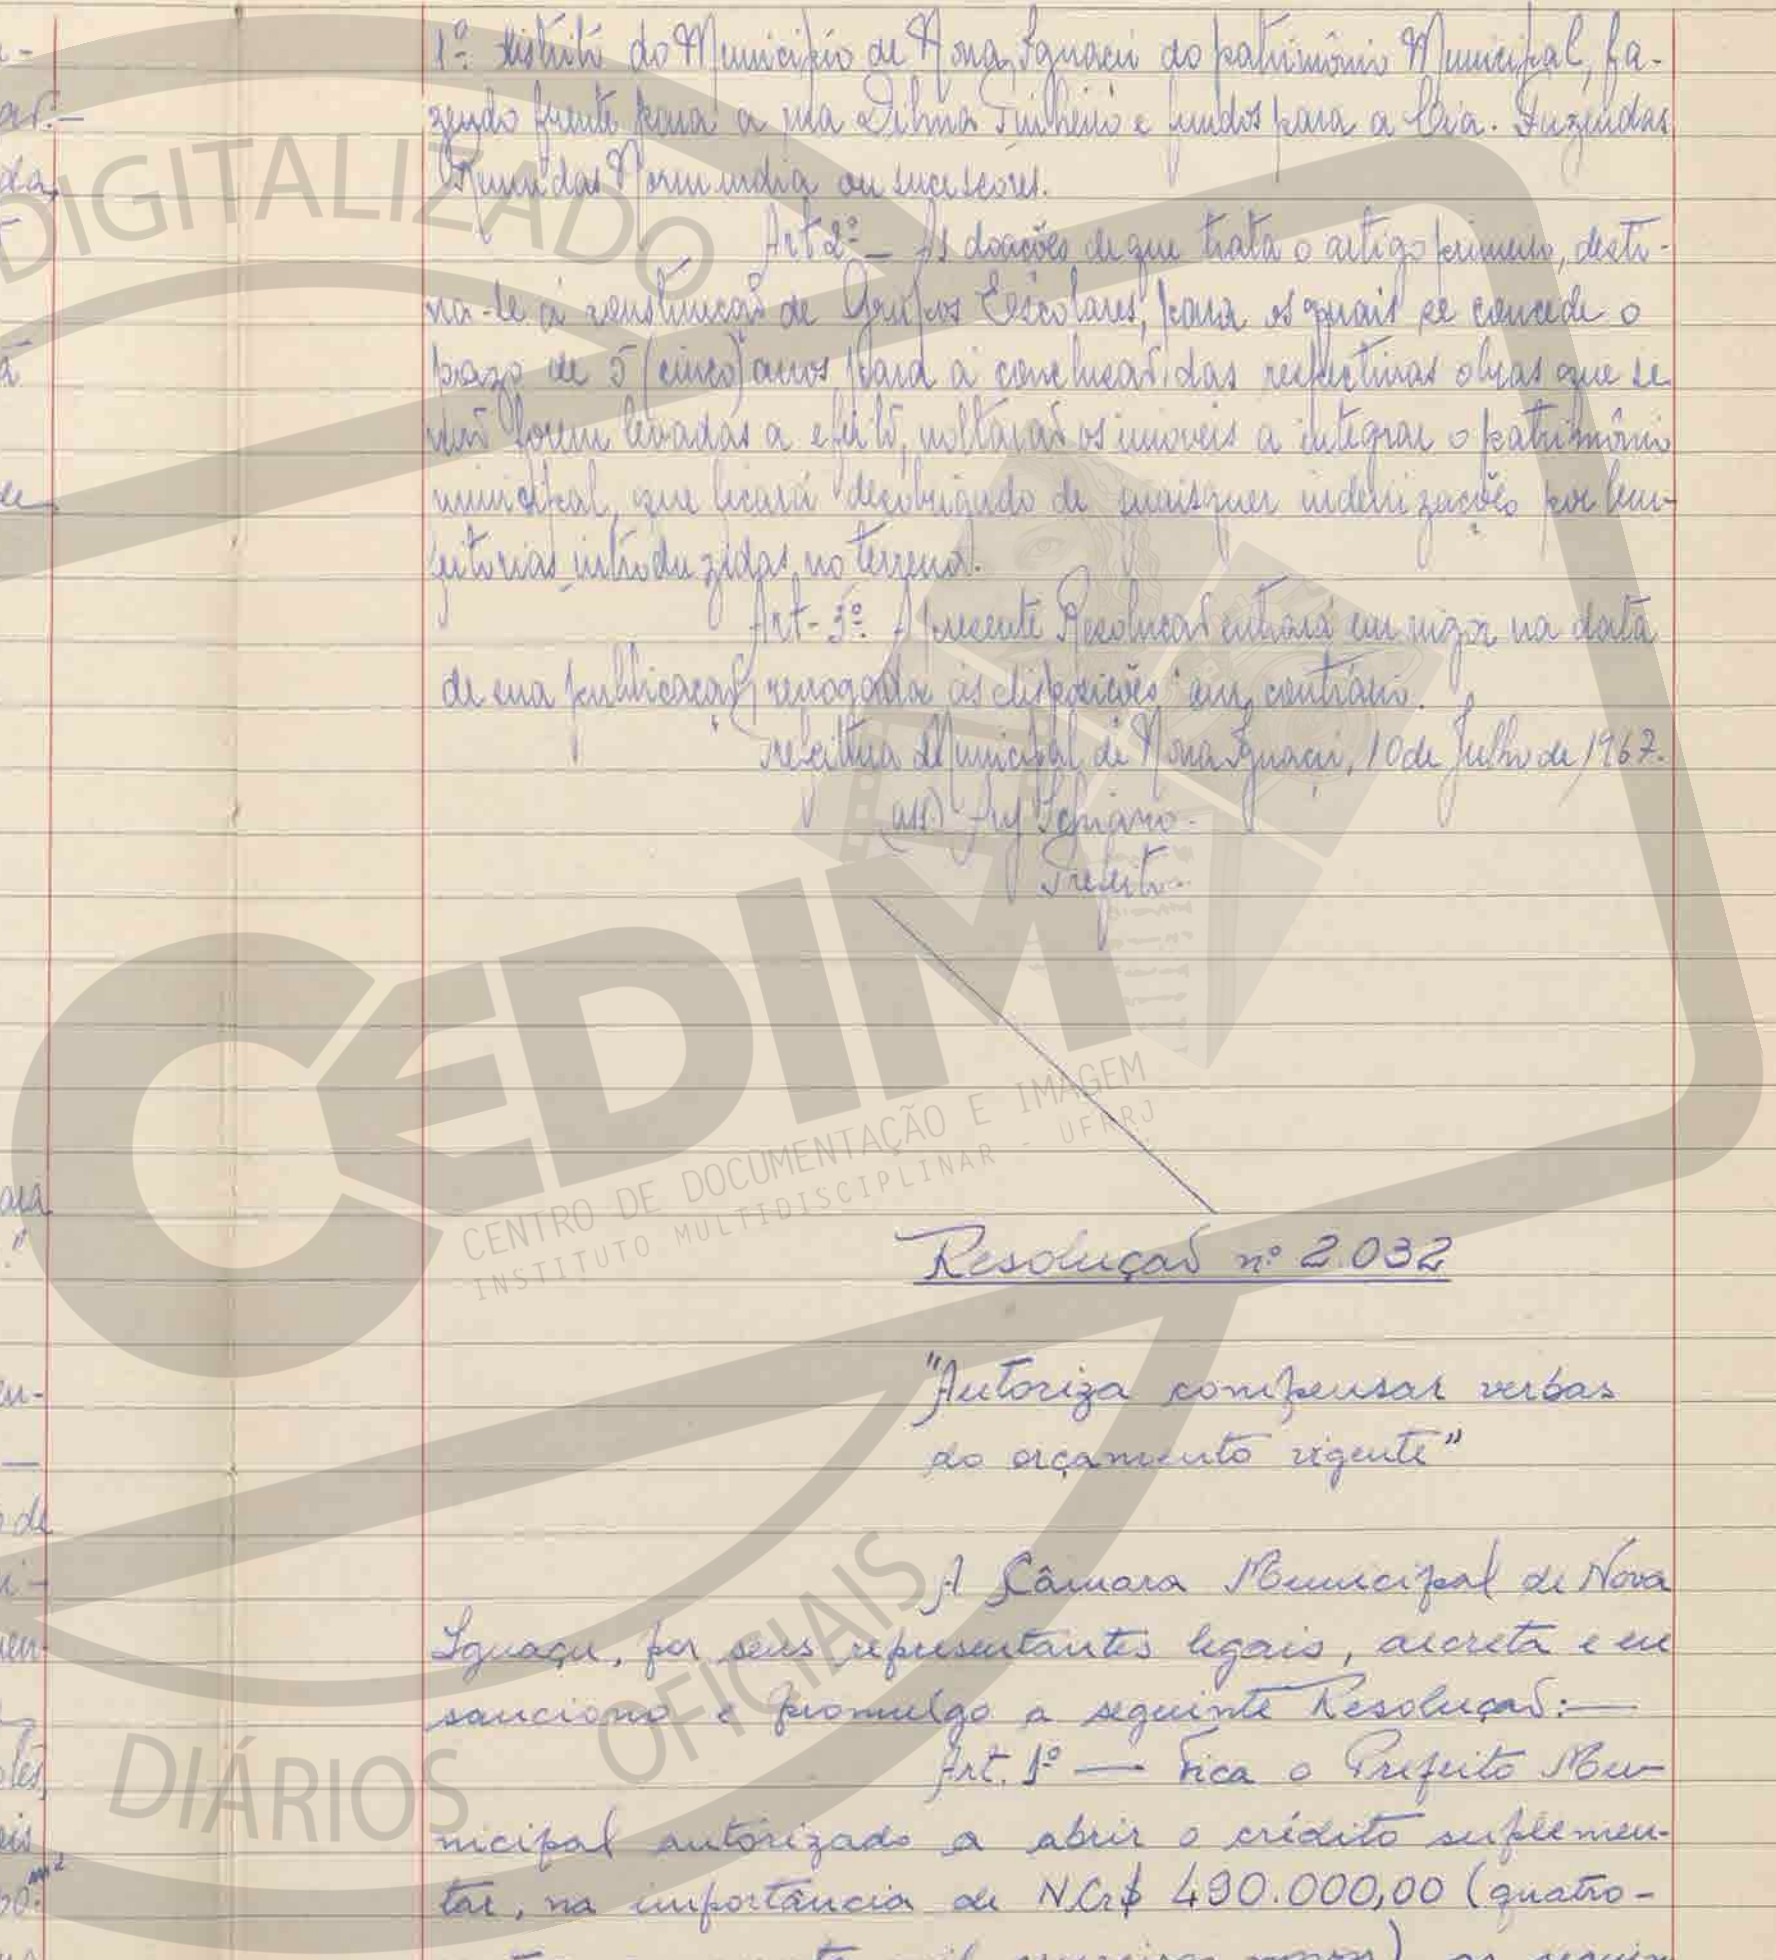 1º distrito do Municipio de Nova Iguaçu do patrimônio Municipal, fa-
zendo frente para a rua Dilma Pinheiro e fundos para a Cia. Fazendas
Reunidas Normandia ou sucessores.
Art 2º — As doações de que trata o artigo primeiro, desti-
na-se à construção de Grupos Escolares, para os quais se concede o
prazo de 5 (cinco) anos para a conclusão das respectivas obras que se
não forem levadas a efeito, voltarão os imoveis a integrar o patrimônio
municipal, que ficará desobrigado de quaisquer indenizações por ben-
feitorias introduzidas no terreno.
Art- 3º A presente Resolução entrará em vigor na data
de sua publicação, revogada as disposições em contrário.
Prefeitura Municipal de Nova Iguaçu, 10 de Julho de 1967.
(ass.)
Prefeito
Resolução nº 2.032
"Autoriza compensar verbas
do orçamento vigente"
A Câmara Municipal de Nova
Iguaçu, por seus representantes legais, decreta e eu
sanciono e promulgo a seguinte Resolução:—
Art. 1º — Fica o Prefeito Mu-
nicipal autorizado a abrir o crédito suplemen-
tar, na importância de NCr$ 490.000,00 (quatro-
DIGITALIZADO
CEDIM
CENTRO DE DOCUMENTAÇÃO E IMAGEM
INSTITUTO MULTIDISCIPLINAR - UFRRJ
DIÁRIOS OFICIAIS